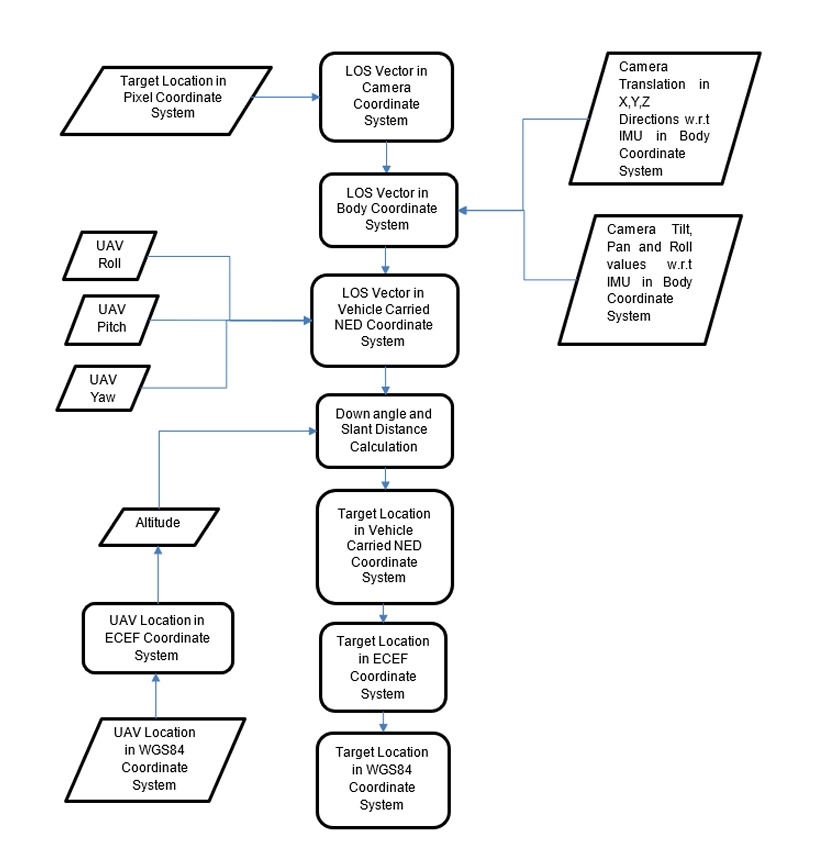 Target Location in
Pixel Coordinate
System
LOS Vector in
Camera
Coordinate
System
Camera
Translation in
X,Y,Z
Directions w.r.t
IMU in Body
Coordinate
System
LOS Vector in
Body Coordinate
System
Camera Tilt,
Pan and Roll
values w.r.t
IMU in Body
Coordinate
System
UAV
Roll
UAV
Pitch
UAV
Yaw
LOS Vector in
Vehicle Carried
NED Coordinate
System
Down angle and
Slant Distance
Calculation
Altitude
Target Location
in Vehicle
Carried NED
Coordinate
System
UAV Location in
ECEF Coordinate
System
Target Location
in ECEF
Coordinate
System
UAV Location
in WGS84
Coordinate
System
Target Location
in WGS84
Coordinate
System